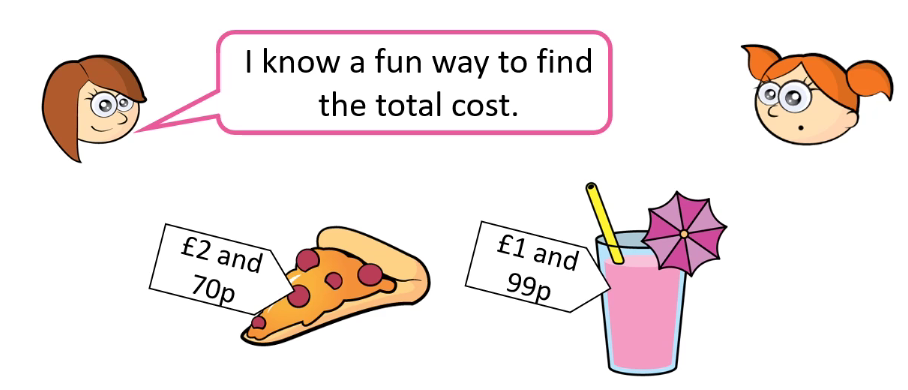 I know a fun way to find
the total cost.
£2 and
70p
£1 and
99p